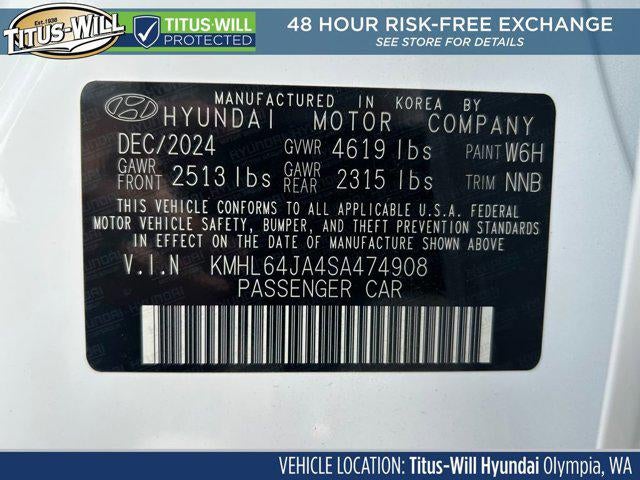 TITUS-WILL
SINCE 1938
TITUS-WILL
PROTECTED
48 HOUR RISK-FREE EXCHANGE
SEE STORE FOR DETAILS
MANUFACTURED IN KOREA BY
HYUNDAI MOTOR COMPANY
DEC/2024 GVWR 4619 lbs PAINT W6H
GAWR FRONT 2513 lbs GAWR REAR 2315 lbs TRIM NNB
THIS VEHICLE CONFORMS TO ALL APPLICABLE U.S.A. FEDERAL
MOTOR VEHICLE SAFETY, BUMPER, AND THEFT PREVENTION STANDARDS
IN EFFECT ON THE DATE OF MANUFACTURE SHOWN ABOVE
V.I.N KMHL64JA4SA474908
PASSENGER CAR
VEHICLE LOCATION: Titus-Will Hyundai Olympia, WA